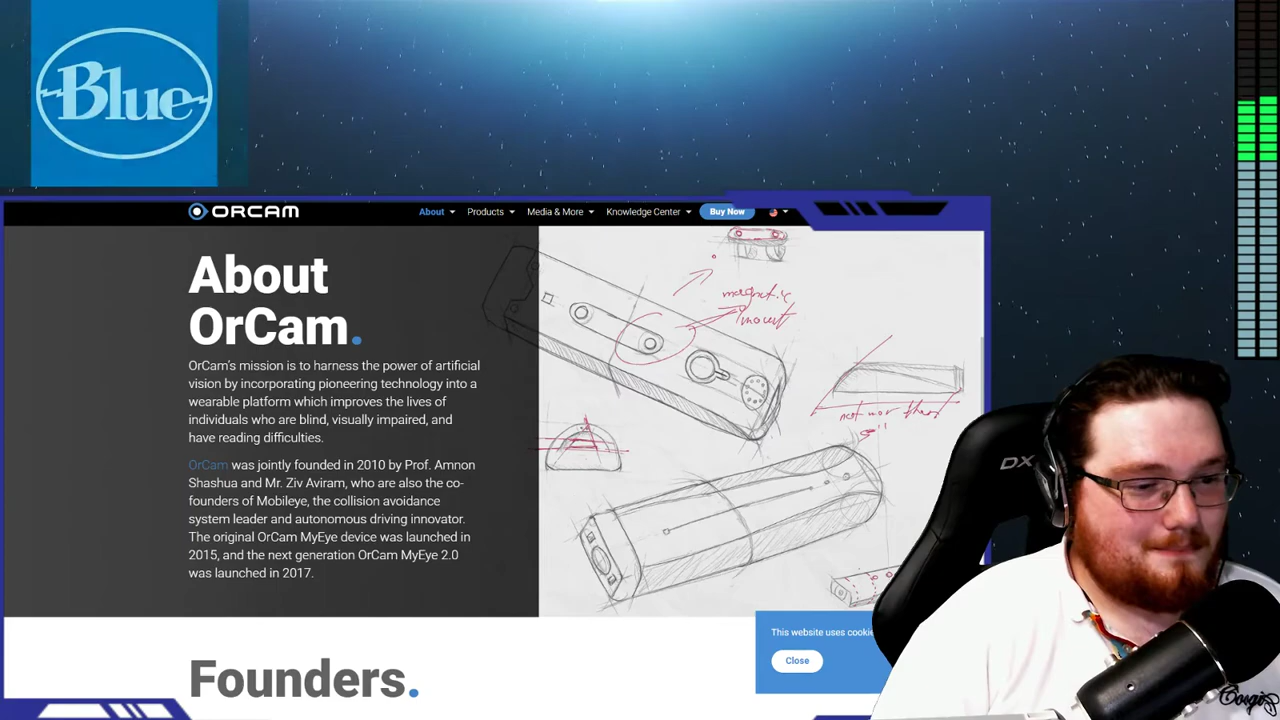 Blue
ORCAM
About
Products
Media & More
Knowledge Center
Buy Now
About
OrCam.
OrCam's mission is to harness the power of artificial
vision by incorporating pioneering technology into a
wearable platform which improves the lives of
individuals who are blind, visually impaired, and
have reading difficulties.
OrCam was jointly founded in 2010 by Prof. Amnon
Shashua and Mr. Ziv Aviram, who are also the co-
founders of Mobileye, the collision avoidance
system leader and autonomous driving innovator.
The original OrCam MyEye device was launched in
2015, and the next generation OrCam MyEye 2.0
was launched in 2017.
mount
DX
This website uses cookie
Close
Founders.